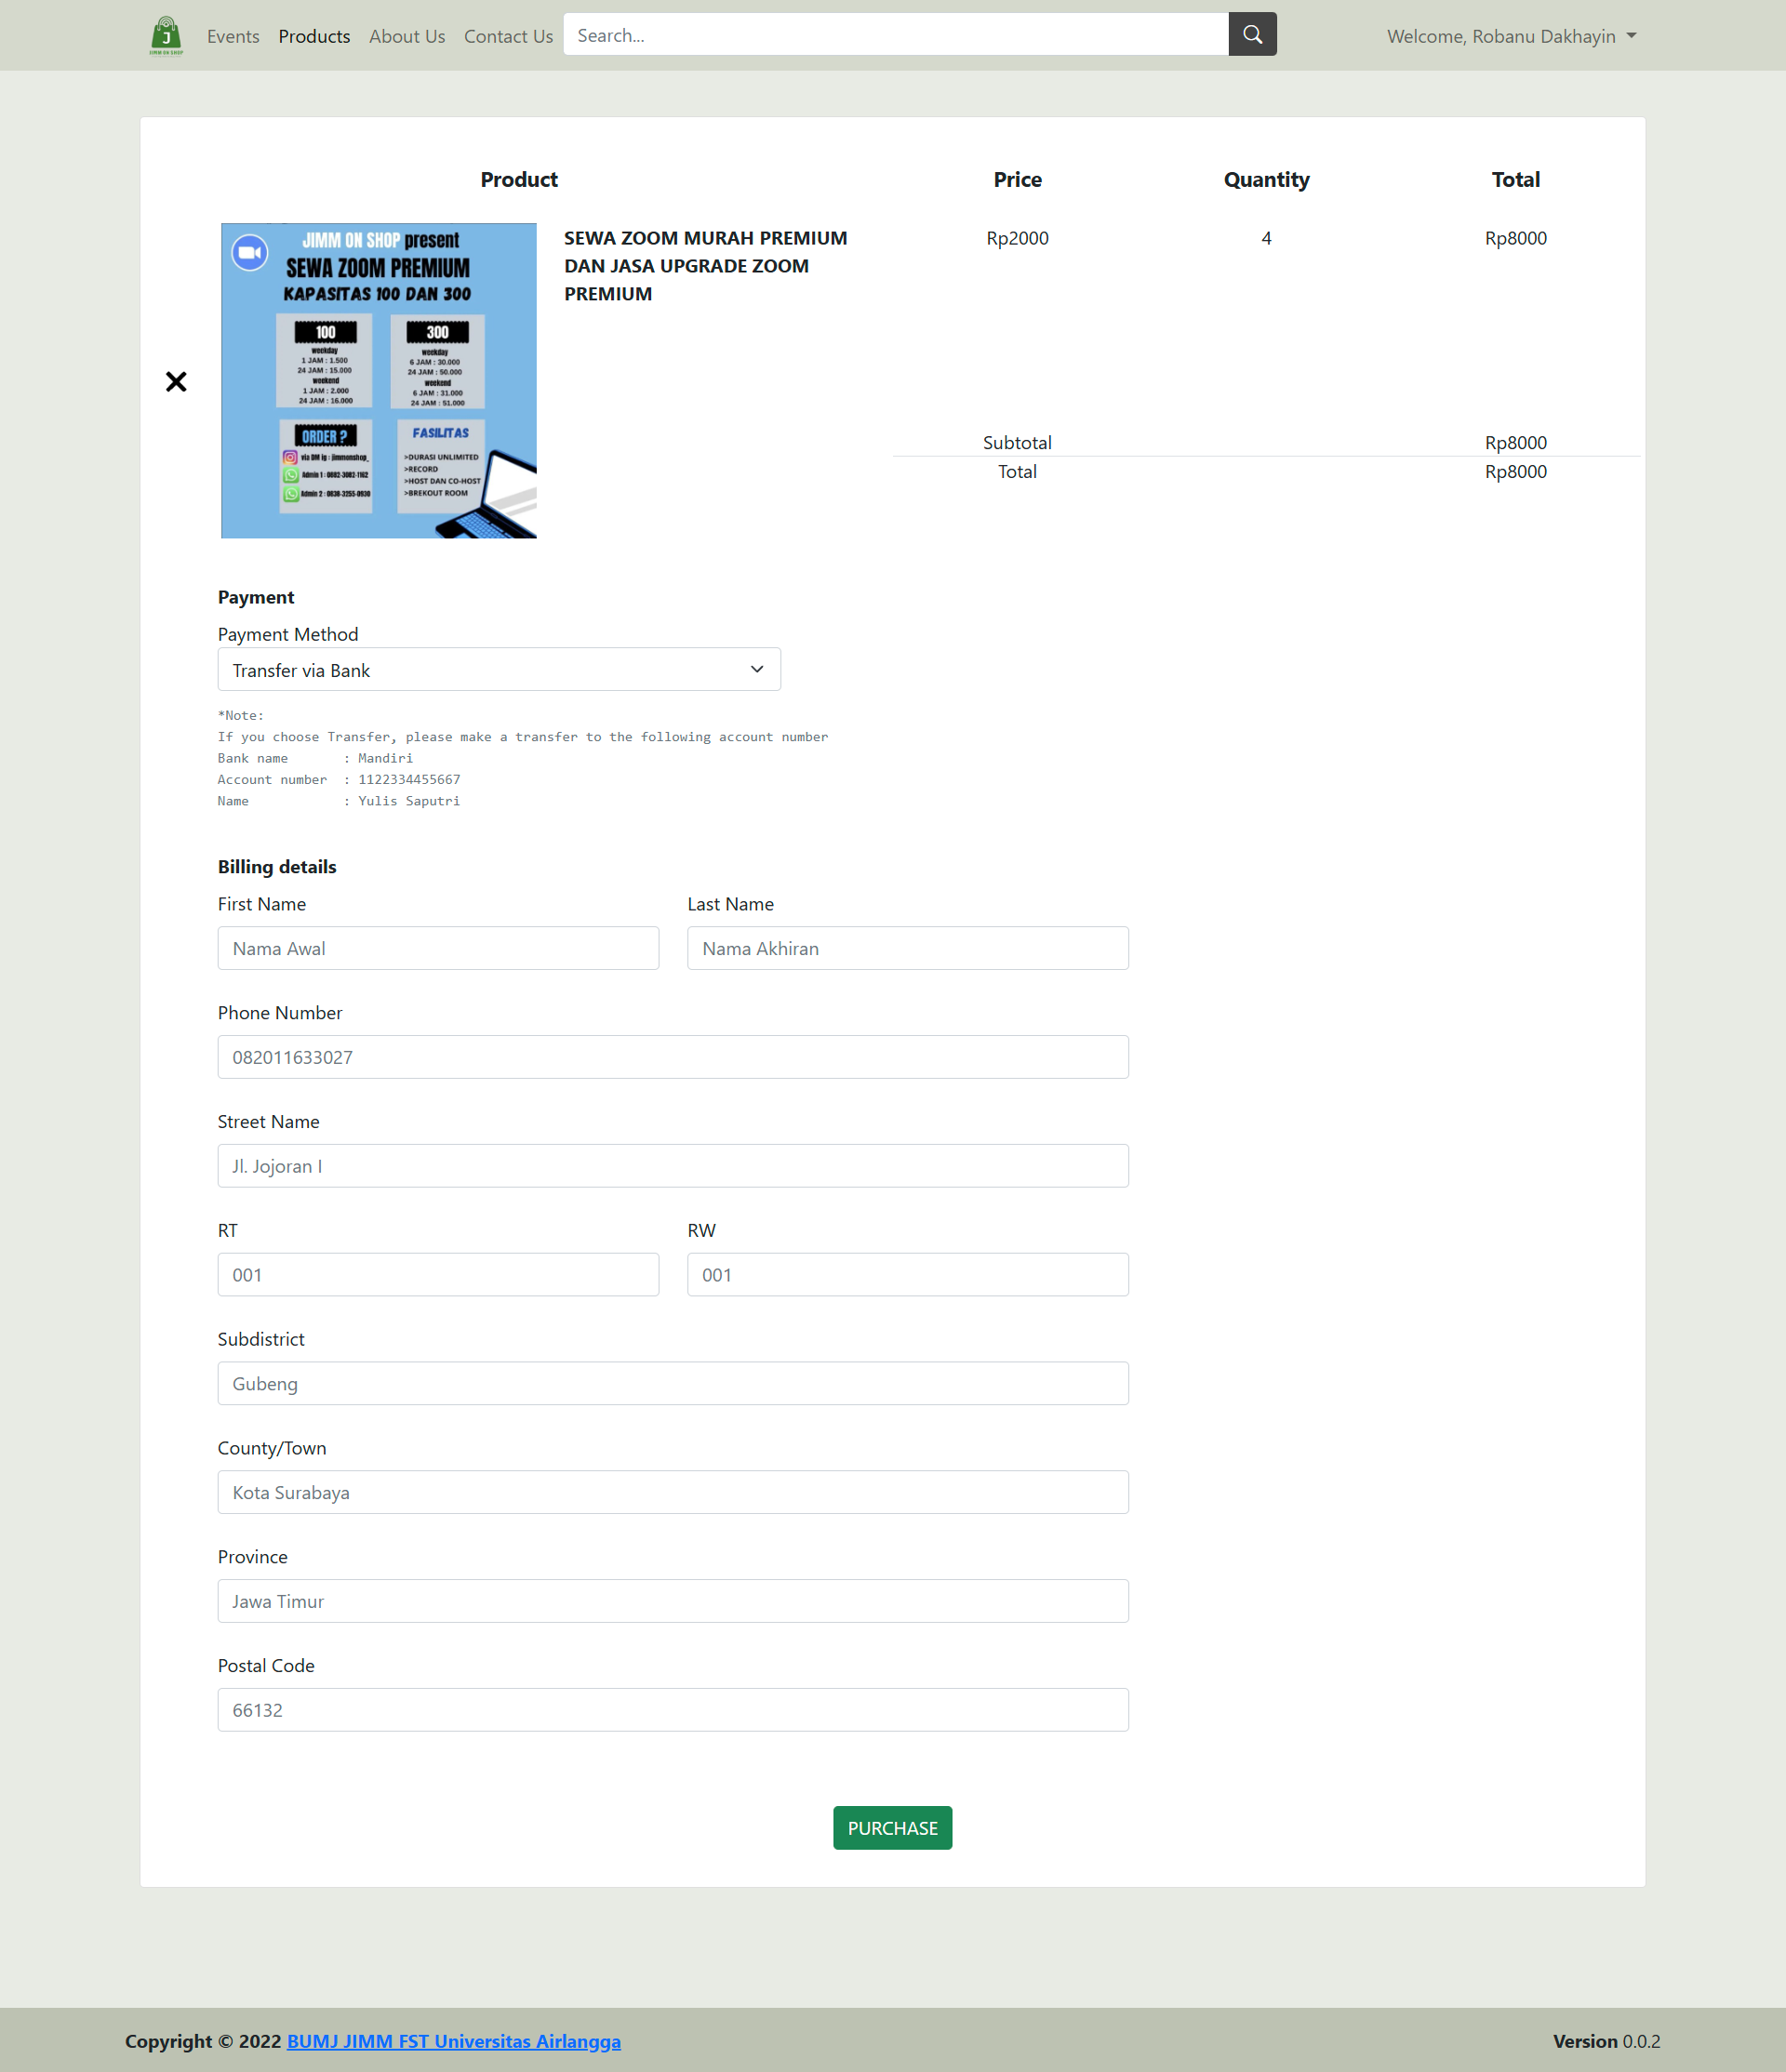 J
JIMM ON SHOP
Events
Products
About Us
Contact Us
Search...
Welcome, Robanu Dakhayin
Product
Price
Quantity
Total
JIMM ON SHOP present
SEWA ZOOM PREMIUM
KAPASITAS 100 DAN 300
100
weekday
1 JAM : 1.500
24 JAM : 15.000
weekend
1 JAM : 2.000
24 JAM : 16.000
300
weekday
6 JAM : 30.000
24 JAM : 50.000
weekend
6 JAM : 31.000
24 JAM : 51.000
ORDER ?
via DM ig : jimmonshop_
Admin 1 : 0882-3082-1162
Admin 2 : 0838-3255-0930
FASILITAS
>DURASI UNLIMITED
>RECORD
>HOST DAN CO-HOST
>BREKOUT ROOM
SEWA ZOOM MURAH PREMIUM
DAN JASA UPGRADE ZOOM
PREMIUM
Rp2000
4
Rp8000
Subtotal
Rp8000
Total
Rp8000
Payment
Payment Method
Transfer via Bank
*Note:
If you choose Transfer, please make a transfer to the following account number
Bank name : Mandiri
Account number : 1122334455667
Name : Yulis Saputri
Billing details
First Name
Last Name
Nama Awal
Nama Akhiran
Phone Number
082011633027
Street Name
Jl. Jojoran I
RT
RW
001
001
Subdistrict
Gubeng
County/Town
Kota Surabaya
Province
Jawa Timur
Postal Code
66132
PURCHASE
Copyright © 2022 BUMJ JIMM FST Universitas Airlangga
Version 0.0.2